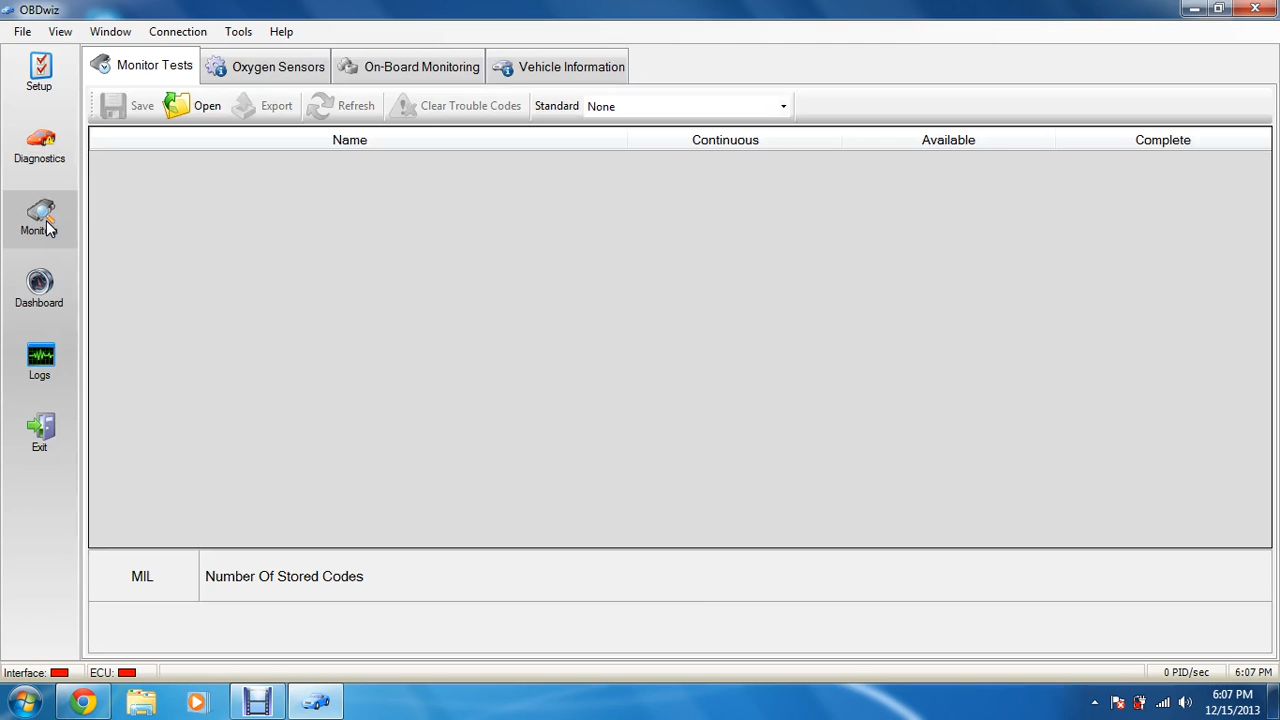 OBDwiz
File View Window Connection Tools Help
Setup
Diagnostics
Dashboard
Logs
Exit
Monitor Tests Oxygen Sensors On-Board Monitoring Vehicle Information
Save Open Export Refresh Clear Trouble Codes Standard None
Name Continuous Available Complete
MIL Number Of Stored Codes
Interface: ECU: 0 PID/sec 6:07 PM
6:07 PM
12/15/2013